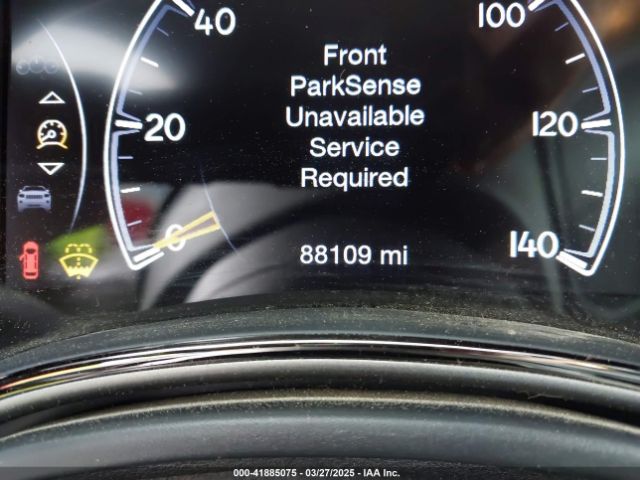 40
100
Front
ParkSense
Unavailable
Service
Required
20
120
0
88109 mi
140
000-41885075 — 03/27/2025 — IAA Inc.